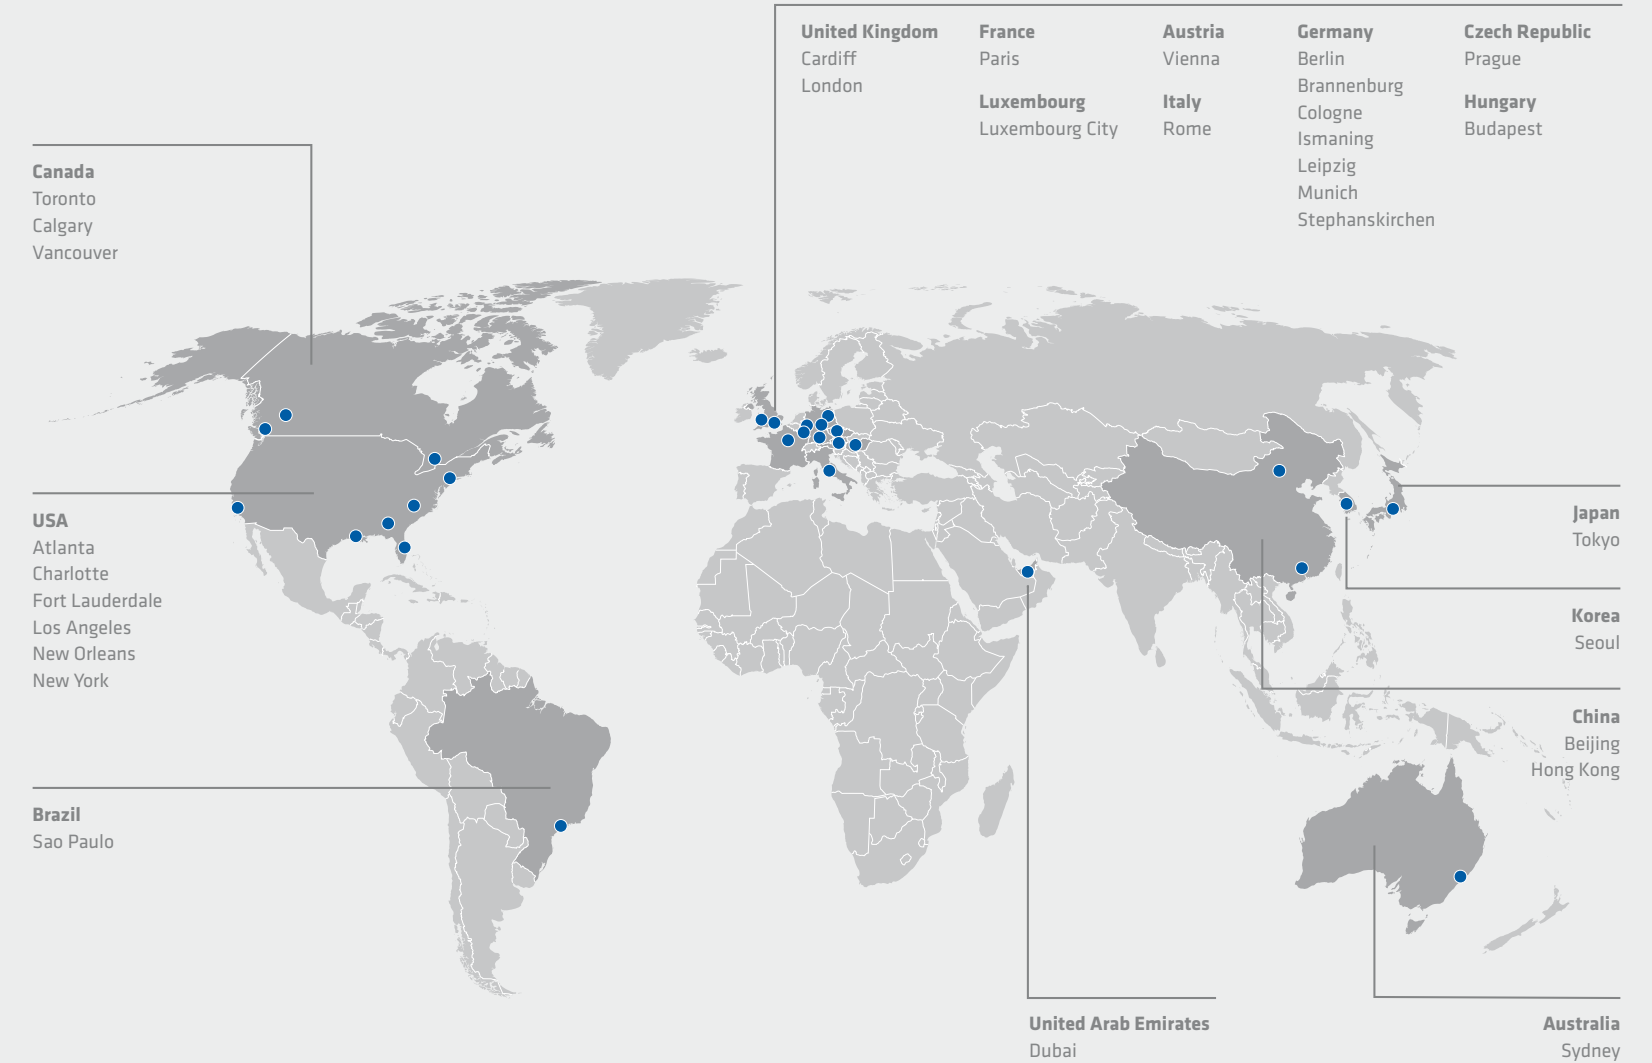 United Kingdom
Cardiff
London
France
Paris
Luxembourg
Luxembourg City
Austria
Vienna
Italy
Rome
Germany
Berlin
Brannenburg
Cologne
Ismaning
Leipzig
Munich
Stephanskirchen
Czech Republic
Prague
Hungary
Budapest
Canada
Toronto
Calgary
Vancouver
USA
Atlanta
Charlotte
Fort Lauderdale
Los Angeles
New Orleans
New York
Brazil
Sao Paulo
Japan
Tokyo
Korea
Seoul
China
Beijing
Hong Kong
United Arab Emirates
Dubai
Australia
Sydney